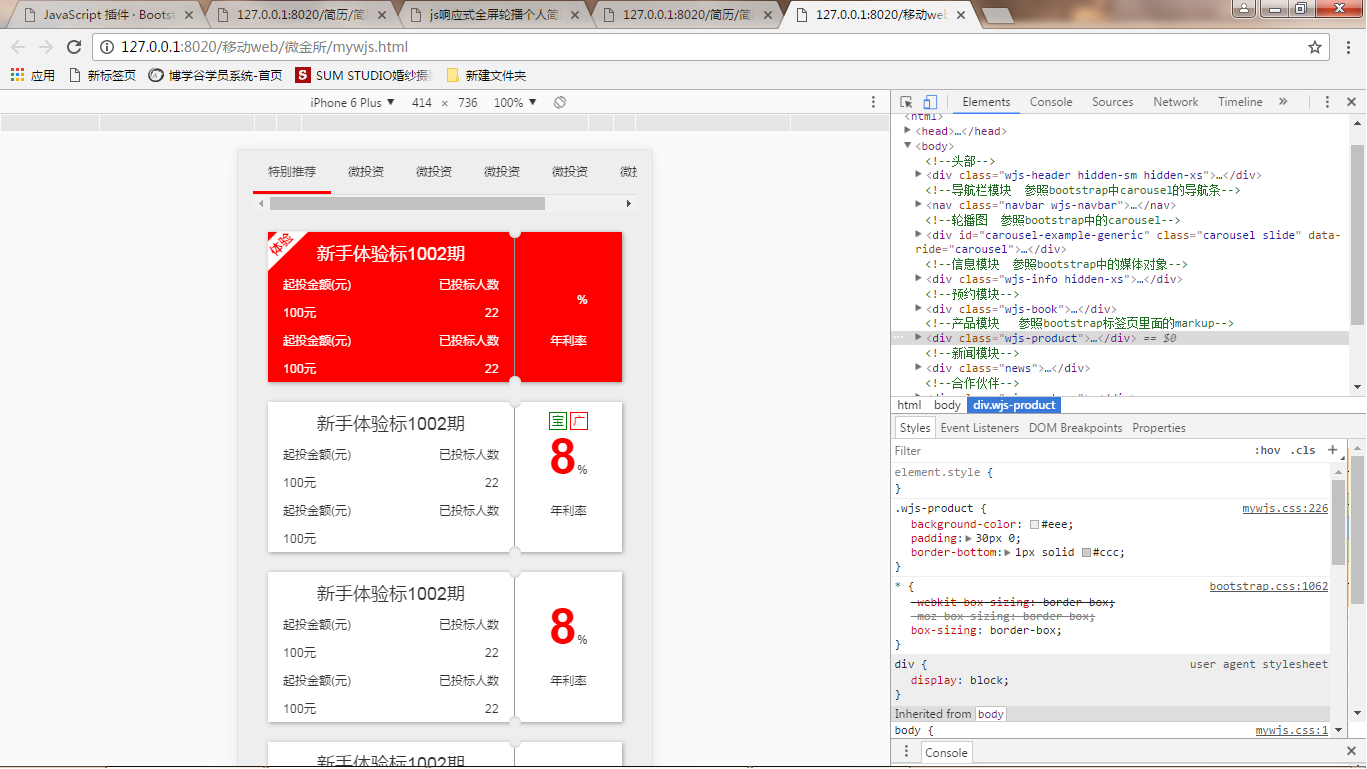 JavaScript 插件 · Bootst
127.0.0.1:8020/简历/简
js响应式全屏轮播个人简
127.0.0.1:8020/简历/简
127.0.0.1:8020/移动we
127.0.0.1:8020/移动web/微金所/mywjs.html
应用
新标签页
博学谷学员系统-首页
SUM STUDIO婚纱摄
新建文件夹
iPhone 6 Plus ▼ 414 × 736 100% ▼
特别推荐 微投资 微投资 微投资 微投资 微投
体验
新手体验标1002期
起投金额(元) 已投标人数
100元 22
%
起投金额(元) 已投标人数
年利率
100元 22
新手体验标1002期
宝 广
起投金额(元) 已投标人数
8%
100元 22
起投金额(元) 已投标人数
年利率
100元
新手体验标1002期
起投金额(元) 已投标人数
8%
100元 22
起投金额(元) 已投标人数
年利率
100元 22
新手体验标1002期
Elements Console Sources Network Timeline »
<html>
<head>…</head>
<body>
<!--头部-->
<div class="wjs-header hidden-sm hidden-xs">…</div>
<!--导航栏模块 参照bootstrap中carousel的导航条-->
<nav class="navbar wjs-navbar">…</nav>
<!--轮播图 参照bootstrap中的carousel-->
<div id="carousel-example-generic" class="carousel slide" data-
ride="carousel">…</div>
<!--信息模块 参照bootstrap中的媒体对象-->
<div class="wjs-info hidden-xs">…</div>
<!--预约模块-->
<div class="wjs-book">…</div>
<!--产品模块 参照bootstrap标签页里面的markup-->
<div class="wjs-product">…</div> == $0
<!--新闻模块-->
<div class="news">…</div>
<!--合作伙伴-->
html body div.wjs-product
Styles Event Listeners DOM Breakpoints Properties
Filter :hov .cls +
element.style {
}
.wjs-product { mywjs.css:226
background-color: #eee;
padding: 30px 0;
border-bottom: 1px solid #ccc;
}
* { bootstrap.css:1062
-webkit-box-sizing: border-box;
-moz-box-sizing: border-box;
box-sizing: border-box;
}
div { user agent stylesheet
display: block;
}
Inherited from body
body { mywjs.css:1
Console